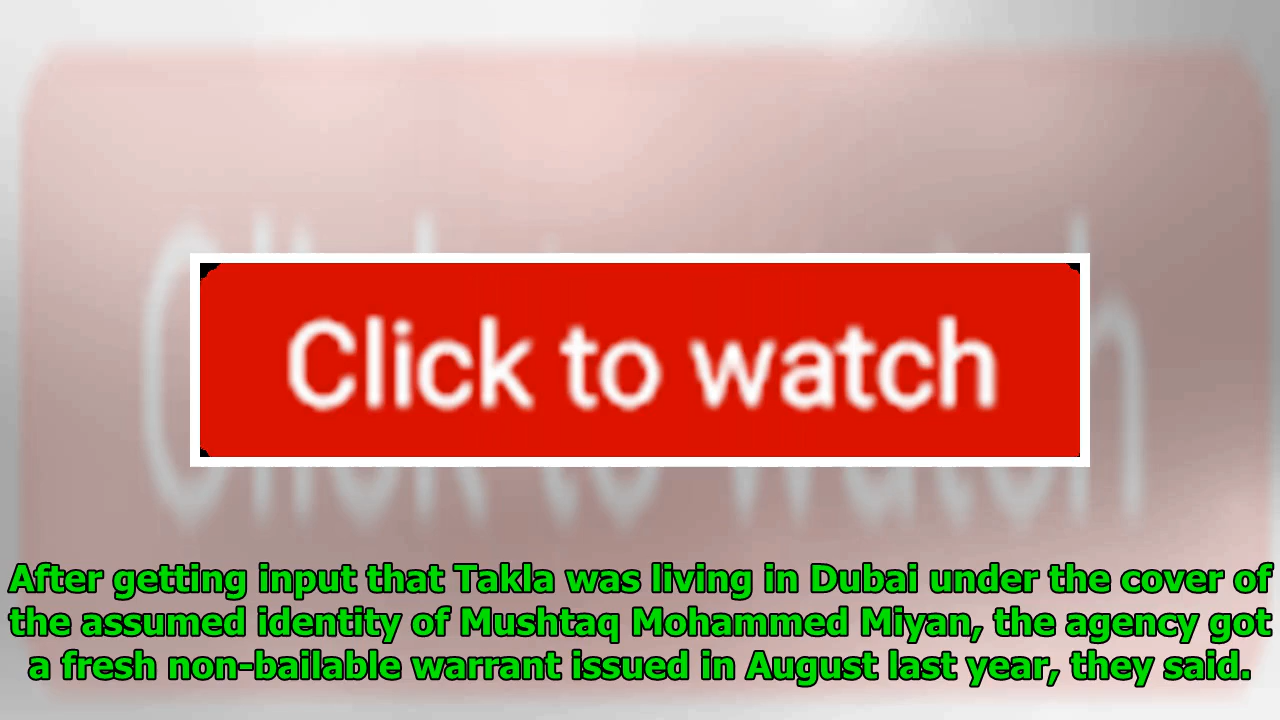 Click to watch
After getting input that Takla was living in Dubai under the cover of
the assumed identity of Mushtaq Mohammed Miyan, the agency got
a fresh non-bailable warrant issued in August last year, they said.